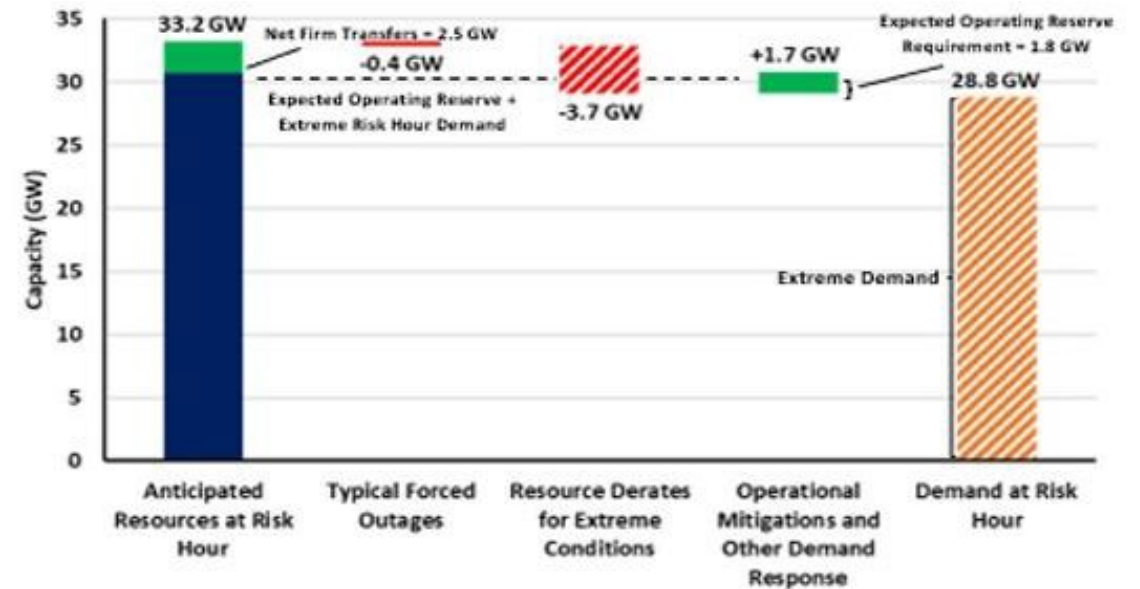 35
30
25
20
15
10
5
0
Capacity (GW)
33.2 GW
Net Firm Transfers = 2.5 GW
-0.4 GW
Expected Operating Reserve +
Extreme Risk Hour Demand
-3.7 GW
+1.7 GW
Expected Operating Reserve
Requirement = 1.8 GW
28.8 GW
Extreme Demand
Anticipated
Resources at Risk
Hour
Typical Forced
Outages
Resource Derates
for Extreme
Conditions
Operational
Mitigations and
Other Demand
Response
Demand at Risk
Hour